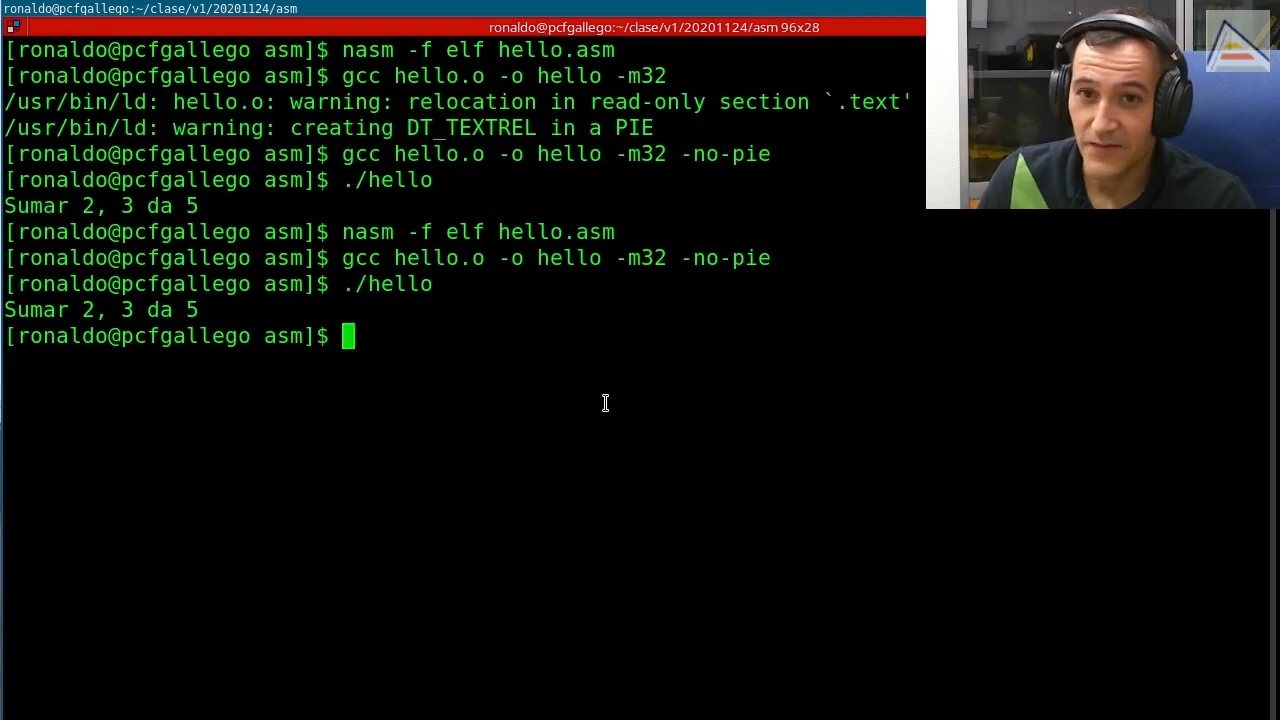 ronaldo@pcfgallego:~/clase/v1/20201124/asm
ronaldo@pcfgallego:~/clase/v1/20201124/asm 96x28
[ronaldo@pcfgallego asm]$ nasm -f elf hello.asm
[ronaldo@pcfgallego asm]$ gcc hello.o -o hello -m32
/usr/bin/ld: hello.o: warning: relocation in read-only section `.text'
/usr/bin/ld: warning: creating DT_TEXTREL in a PIE
[ronaldo@pcfgallego asm]$ gcc hello.o -o hello -m32 -no-pie
[ronaldo@pcfgallego asm]$ ./hello
Sumar 2, 3 da 5
[ronaldo@pcfgallego asm]$ nasm -f elf hello.asm
[ronaldo@pcfgallego asm]$ gcc hello.o -o hello -m32 -no-pie
[ronaldo@pcfgallego asm]$ ./hello
Sumar 2, 3 da 5
[ronaldo@pcfgallego asm]$